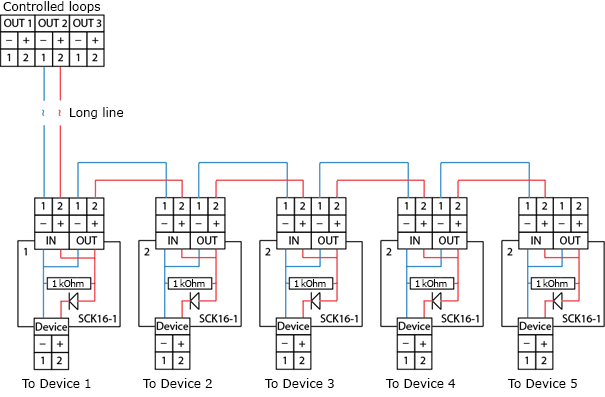 Controlled loops
OUT 1 OUT 2 OUT 3
− + − + − +
1 2 1 2 1 2
~ ~ Long line
1 2 1 2 1 2 1 2 1 2 1 2 1 2 1 2 1 2 1 2
− + − + − + − + − + − + − + − + − + − +
IN OUT IN OUT IN OUT IN OUT IN OUT
1 2 2 2 2
1 kOhm 1 kOhm 1 kOhm 1 kOhm 1 kOhm
SCK16-1 SCK16-1 SCK16-1 SCK16-1 SCK16-1
Device Device Device Device Device
− + − + − + − + − +
1 2 1 2 1 2 1 2 1 2
To Device 1 To Device 2 To Device 3 To Device 4 To Device 5